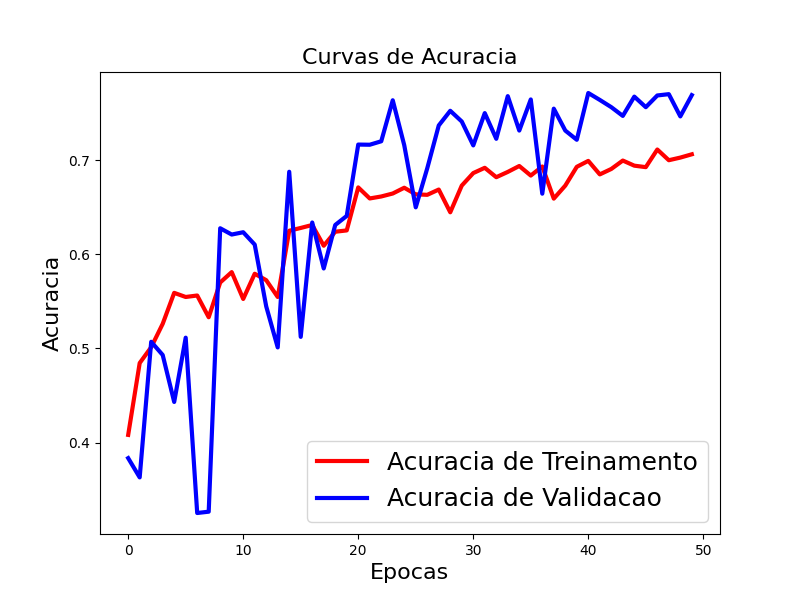 Curvas de Acuracia
Acuracia
0.7
0.6
0.5
0.4
Acuracia de Treinamento
Acuracia de Validacao
0 10 20 30 40 50
Epocas